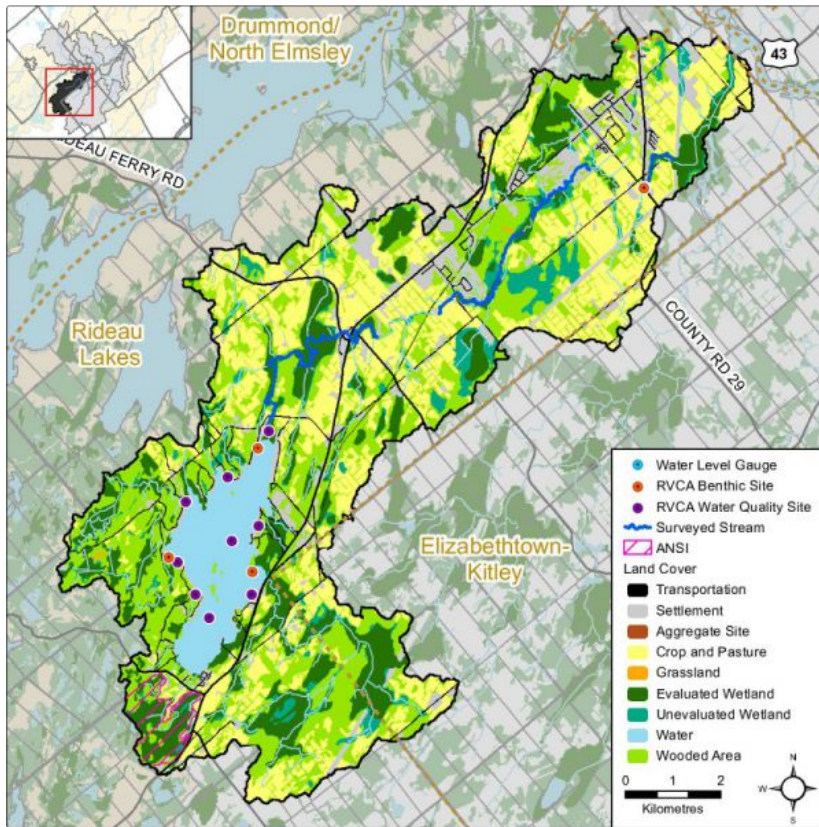 Drummond/
North Elmsley
43
RIDEAU FERRY RD
Rideau
Lakes
COUNTY RD 29
Elizabethtown-
Kitley
Water Level Gauge
RVCA Benthic Site
RVCA Water Quality Site
Surveyed Stream
ANSI
Land Cover
Transportation
Settlement
Aggregate Site
Crop and Pasture
Grassland
Evaluated Wetland
Unevaluated Wetland
Water
Wooded Area
0 1 2
Kilometres
N
W E
S